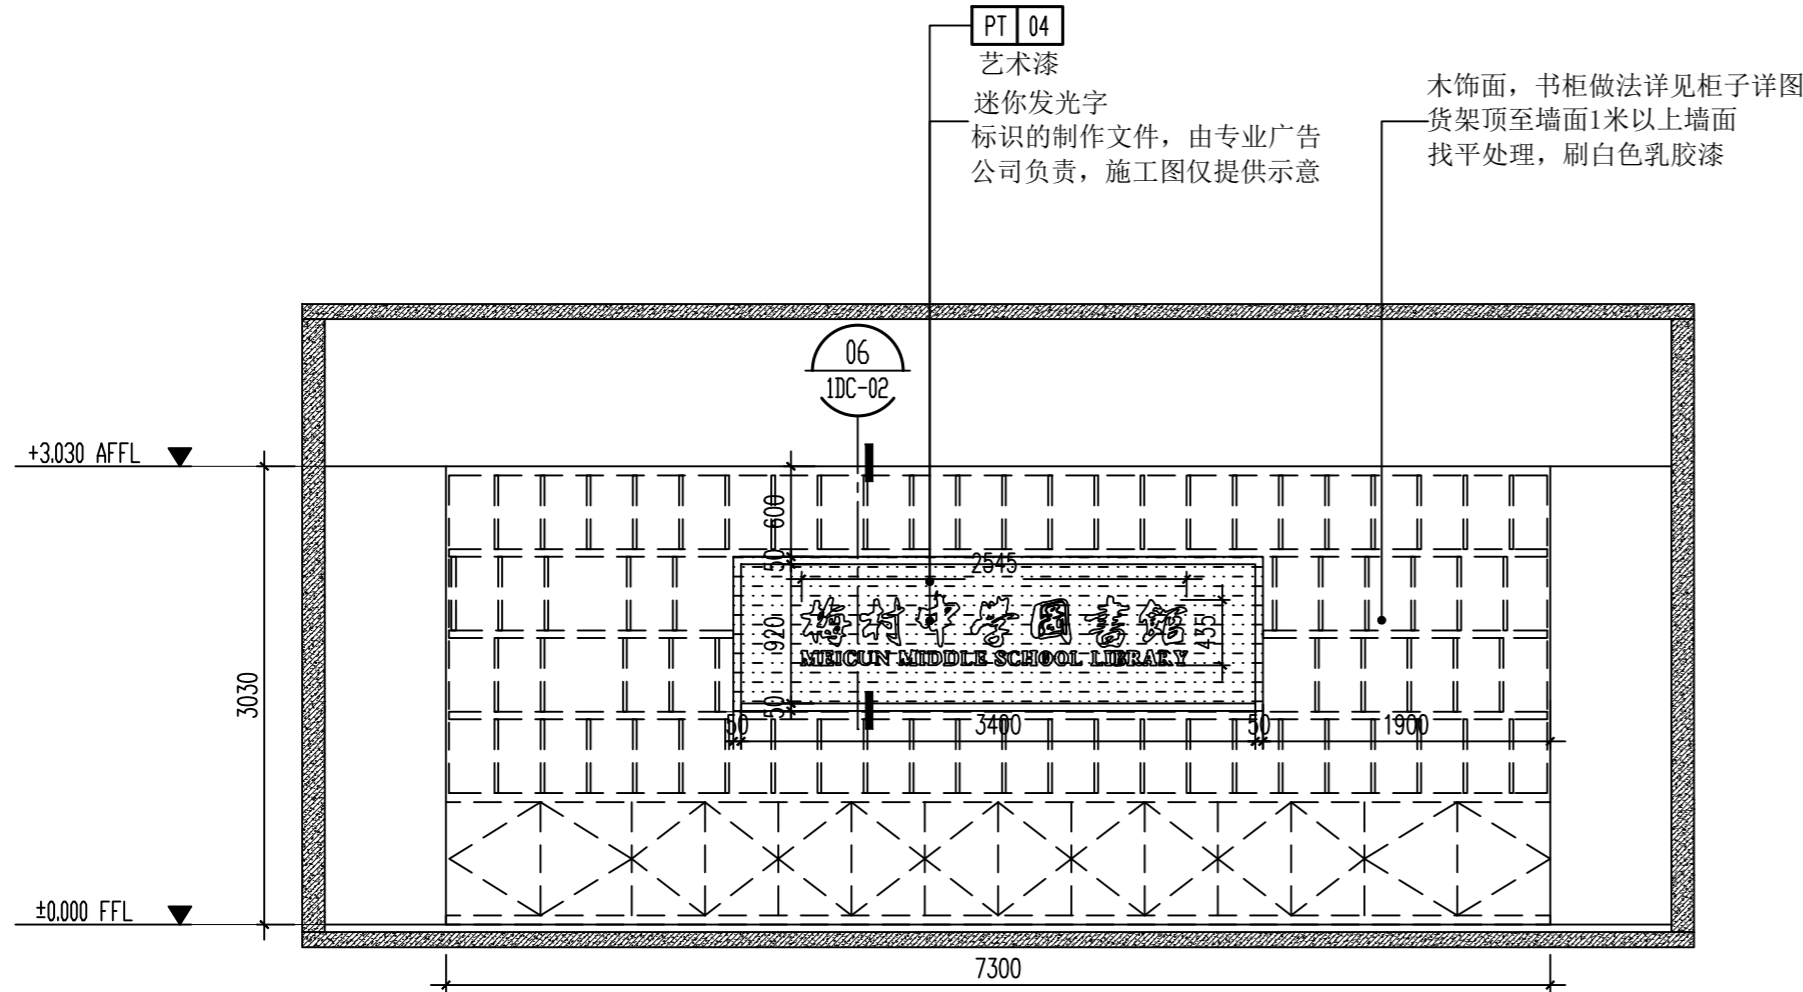 PT 04
艺术漆
迷你发光字
标识的制作文件，由专业广告
公司负责，施工图仅提供示意
木饰面，书柜做法详见柜子详图
货架顶至墙面1米以上墙面
找平处理，刷白色乳胶漆
06
1DC-02
+3.030 AFFL
600
50
2545
920
梅村中学圖書館
435
MEICUN MIDDLE SCHOOL LIBRARY
3030
50
50
3400
50
1900
±0.000 FFL
7300